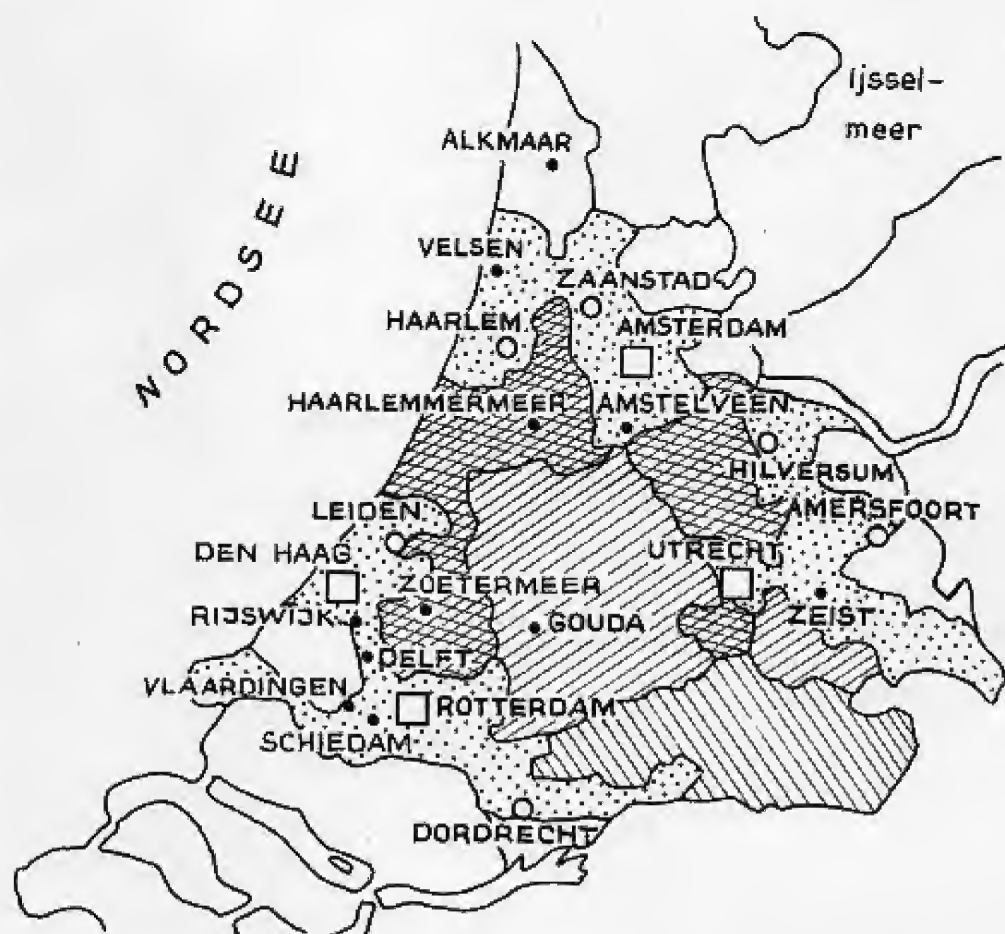 Ijssel-
meer
NORDSEE
ALKMAAR
VELSEN
ZAANSTAD
HAARLEM
AMSTERDAM
HAARLEMMERMEER
AMSTELVEEN
HILVERSUM
LEIDEN
AMERSFOORT
DEN HAAG
UTRECHT
ZOETERMEER
RIJSWIJK
GOUDA
ZEIST
DELFT
VLAARDINGEN
ROTTERDAM
SCHIEDAM
DORDRECHT